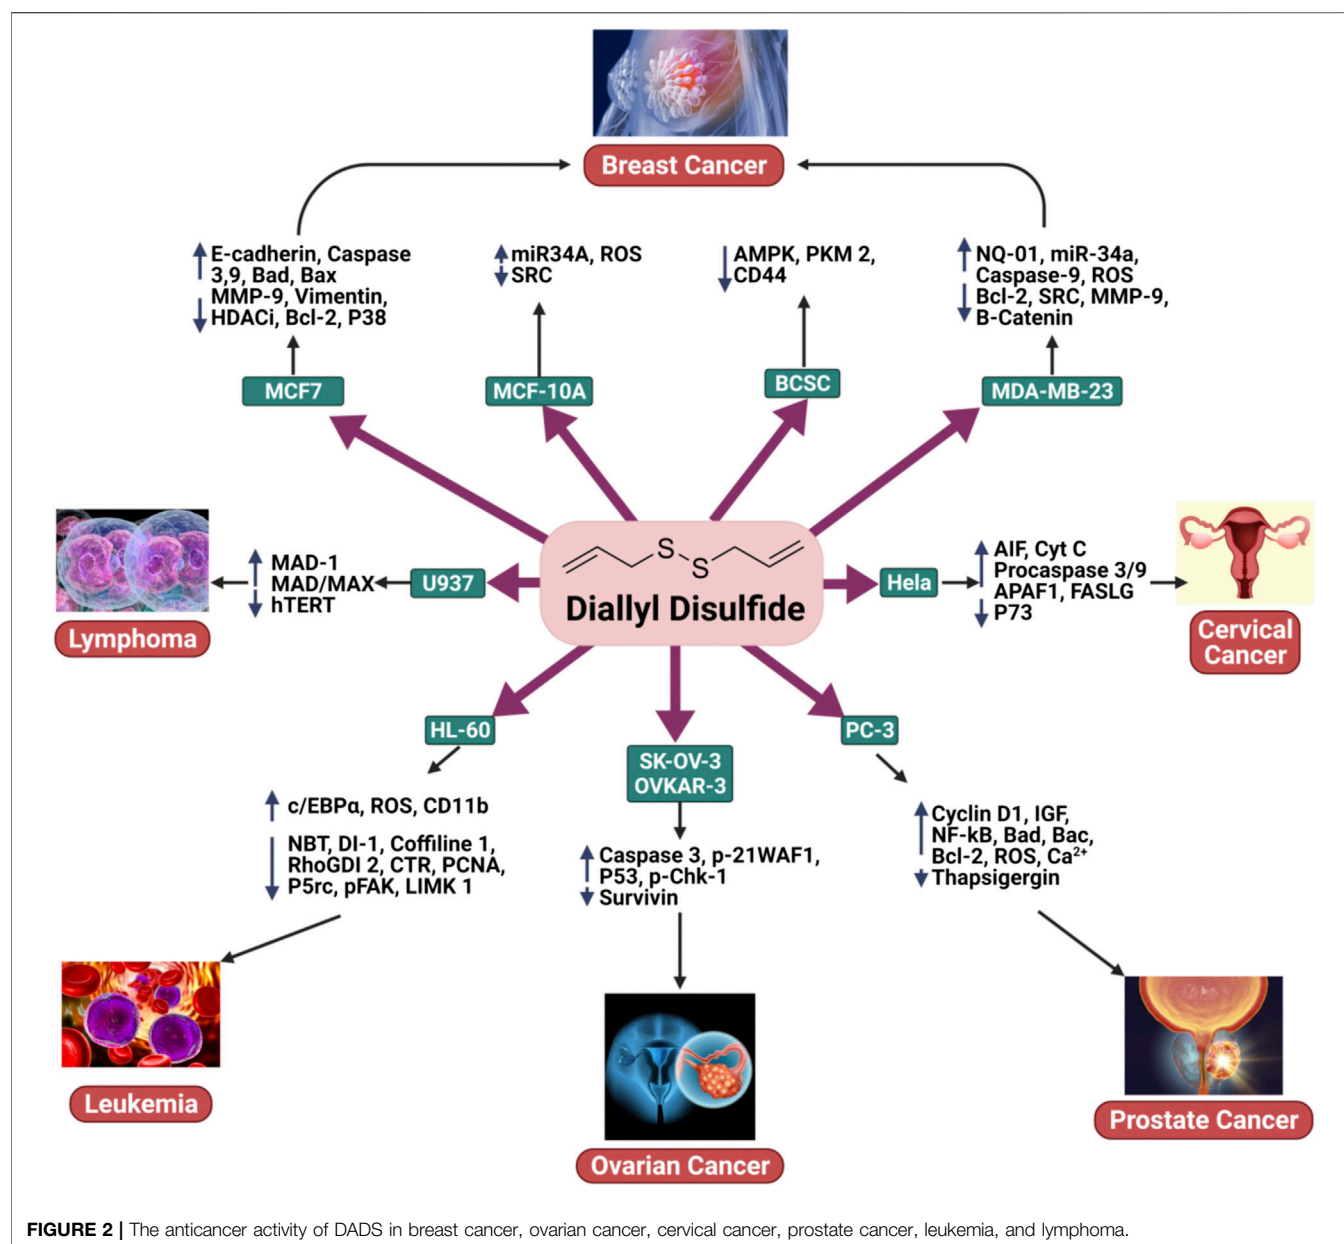 Breast Cancer
E-cadherin, Caspase
3,9, Bad, Bax
MMP-9, Vimentin,
HDACi, Bcl-2, P38
miR34A, ROS
SRC
AMPK, PKM 2,
CD44
NQ-01, miR-34a,
Caspase-9, ROS
Bcl-2, SRC, MMP-9,
B-Catenin
MCF7
MCF-10A
BCSC
MDA-MB-23
S
S
Diallyl Disulfide
MAD-1
MAD/MAX
hTERT
U937
Lymphoma
Hela
AIF, Cyt C
Procaspase 3/9
APAF1, FASLG
P73
Cervical
Cancer
HL-60
SK-OV-3
OVKAR-3
PC-3
c/EBPα, ROS, CD11b
NBT, DI-1, Coffiline 1,
RhoGDI 2, CTR, PCNA,
P5rc, pFAK, LIMK 1
Caspase 3, p-21WAF1,
P53, p-Chk-1
Survivin
Cyclin D1, IGF,
NF-kB, Bad, Bac,
Bcl-2, ROS, Ca²⁺
Thapsigergin
Leukemia
Ovarian Cancer
Prostate Cancer
FIGURE 2 | The anticancer activity of DADS in breast cancer, ovarian cancer, cervical cancer, prostate cancer, leukemia, and lymphoma.